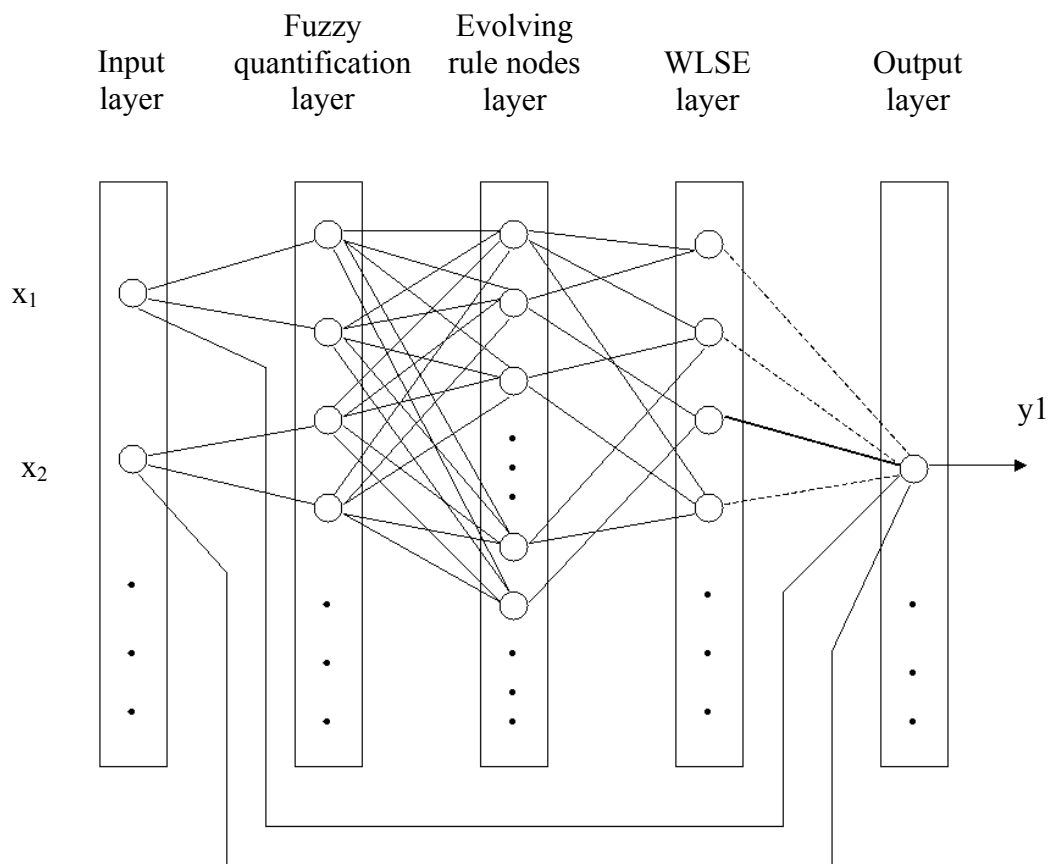 Input
layer
Fuzzy
quantification
layer
Evolving
rule nodes
layer
WLSE
layer
Output
layer
x₁
x₂
y1